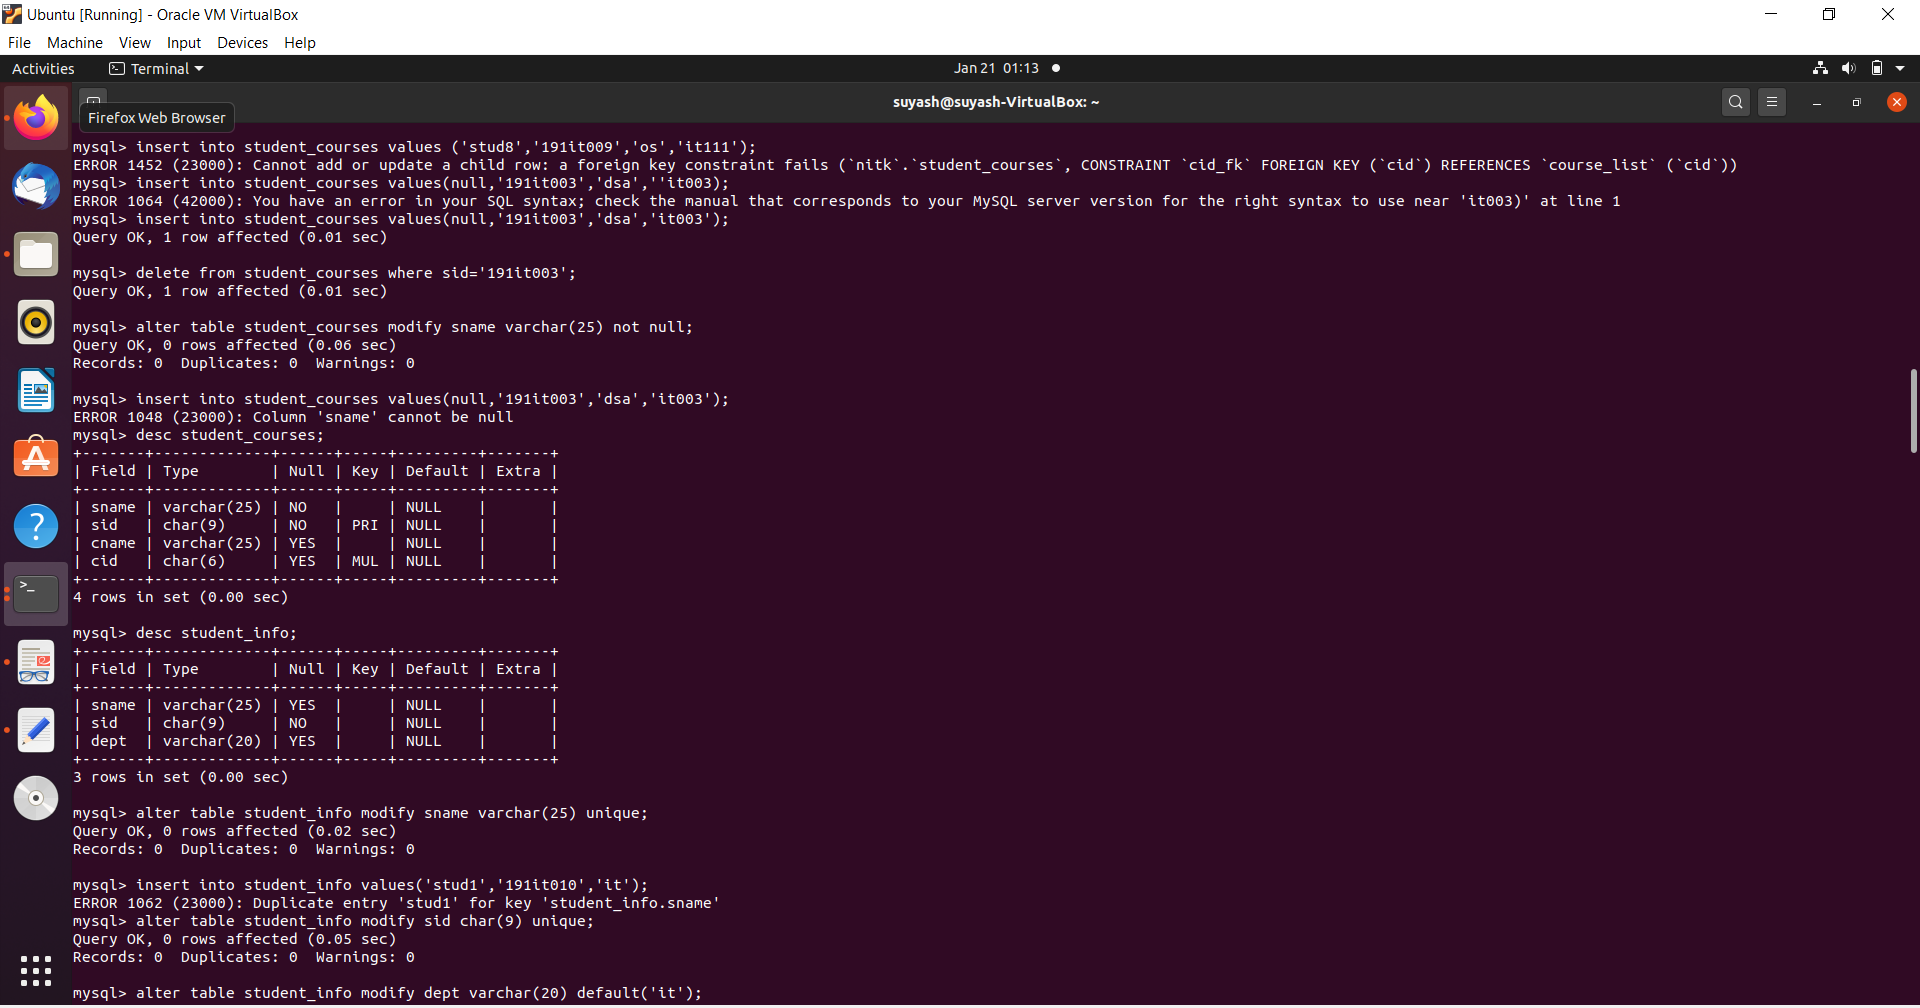 Ubuntu [Running] - Oracle VM VirtualBox
File Machine View Input Devices Help
Activities Terminal Jan 21 01:13
suyash@suyash-VirtualBox: ~
Firefox Web Browser
mysql> insert into student_courses values ('stud8','191it009','os','it111');
ERROR 1452 (23000): Cannot add or update a child row: a foreign key constraint fails (`nitk`.`student_courses`, CONSTRAINT `cid_fk` FOREIGN KEY (`cid`) REFERENCES `course_list` (`cid`))
mysql> insert into student_courses values(null,'191it003','dsa',''it003);
ERROR 1064 (42000): You have an error in your SQL syntax; check the manual that corresponds to your MySQL server version for the right syntax to use near 'it003)' at line 1
mysql> insert into student_courses values(null,'191it003','dsa','it003');
Query OK, 1 row affected (0.01 sec)
mysql> delete from student_courses where sid='191it003';
Query OK, 1 row affected (0.01 sec)
mysql> alter table student_courses modify sname varchar(25) not null;
Query OK, 0 rows affected (0.06 sec)
Records: 0  Duplicates: 0  Warnings: 0
mysql> insert into student_courses values(null,'191it003','dsa','it003');
ERROR 1048 (23000): Column 'sname' cannot be null
mysql> desc student_courses;
+-------+-------------+------+-----+---------+-------+
| Field | Type        | Null | Key | Default | Extra |
+-------+-------------+------+-----+---------+-------+
| sname | varchar(25) | NO   |     | NULL    |       |
| sid   | char(9)     | NO   | PRI | NULL    |       |
| cname | varchar(25) | YES  |     | NULL    |       |
| cid   | char(6)     | YES  | MUL | NULL    |       |
+-------+-------------+------+-----+---------+-------+
4 rows in set (0.00 sec)
mysql> desc student_info;
+-------+-------------+------+-----+---------+-------+
| Field | Type        | Null | Key | Default | Extra |
+-------+-------------+------+-----+---------+-------+
| sname | varchar(25) | YES  |     | NULL    |       |
| sid   | char(9)     | NO   |     | NULL    |       |
| dept  | varchar(20) | YES  |     | NULL    |       |
+-------+-------------+------+-----+---------+-------+
3 rows in set (0.00 sec)
mysql> alter table student_info modify sname varchar(25) unique;
Query OK, 0 rows affected (0.02 sec)
Records: 0  Duplicates: 0  Warnings: 0
mysql> insert into student_info values('stud1','191it010','it');
ERROR 1062 (23000): Duplicate entry 'stud1' for key 'student_info.sname'
mysql> alter table student_info modify sid char(9) unique;
Query OK, 0 rows affected (0.05 sec)
Records: 0  Duplicates: 0  Warnings: 0
mysql> alter table student_info modify dept varchar(20) default('it');